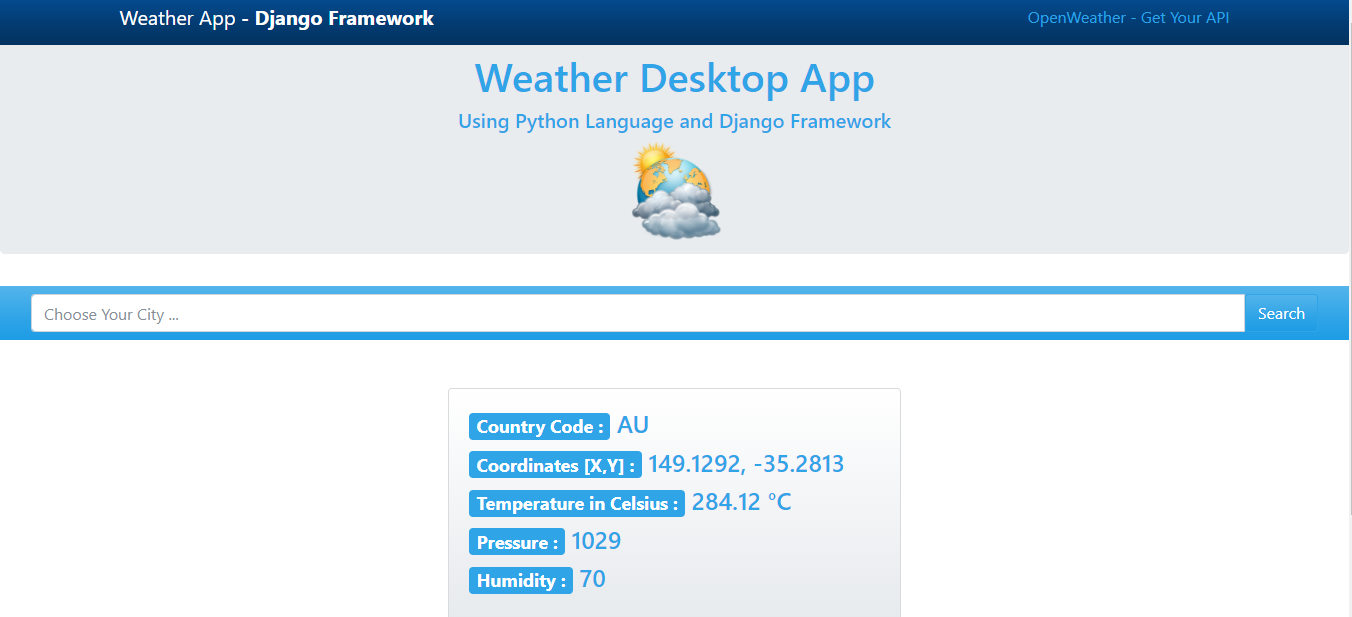 Weather App - Django Framework
OpenWeather - Get Your API
Weather Desktop App
Using Python Language and Django Framework
Choose Your City ...
Search
Country Code : AU
Coordinates [X,Y] : 149.1292, -35.2813
Temperature in Celsius : 284.12 °C
Pressure : 1029
Humidity : 70